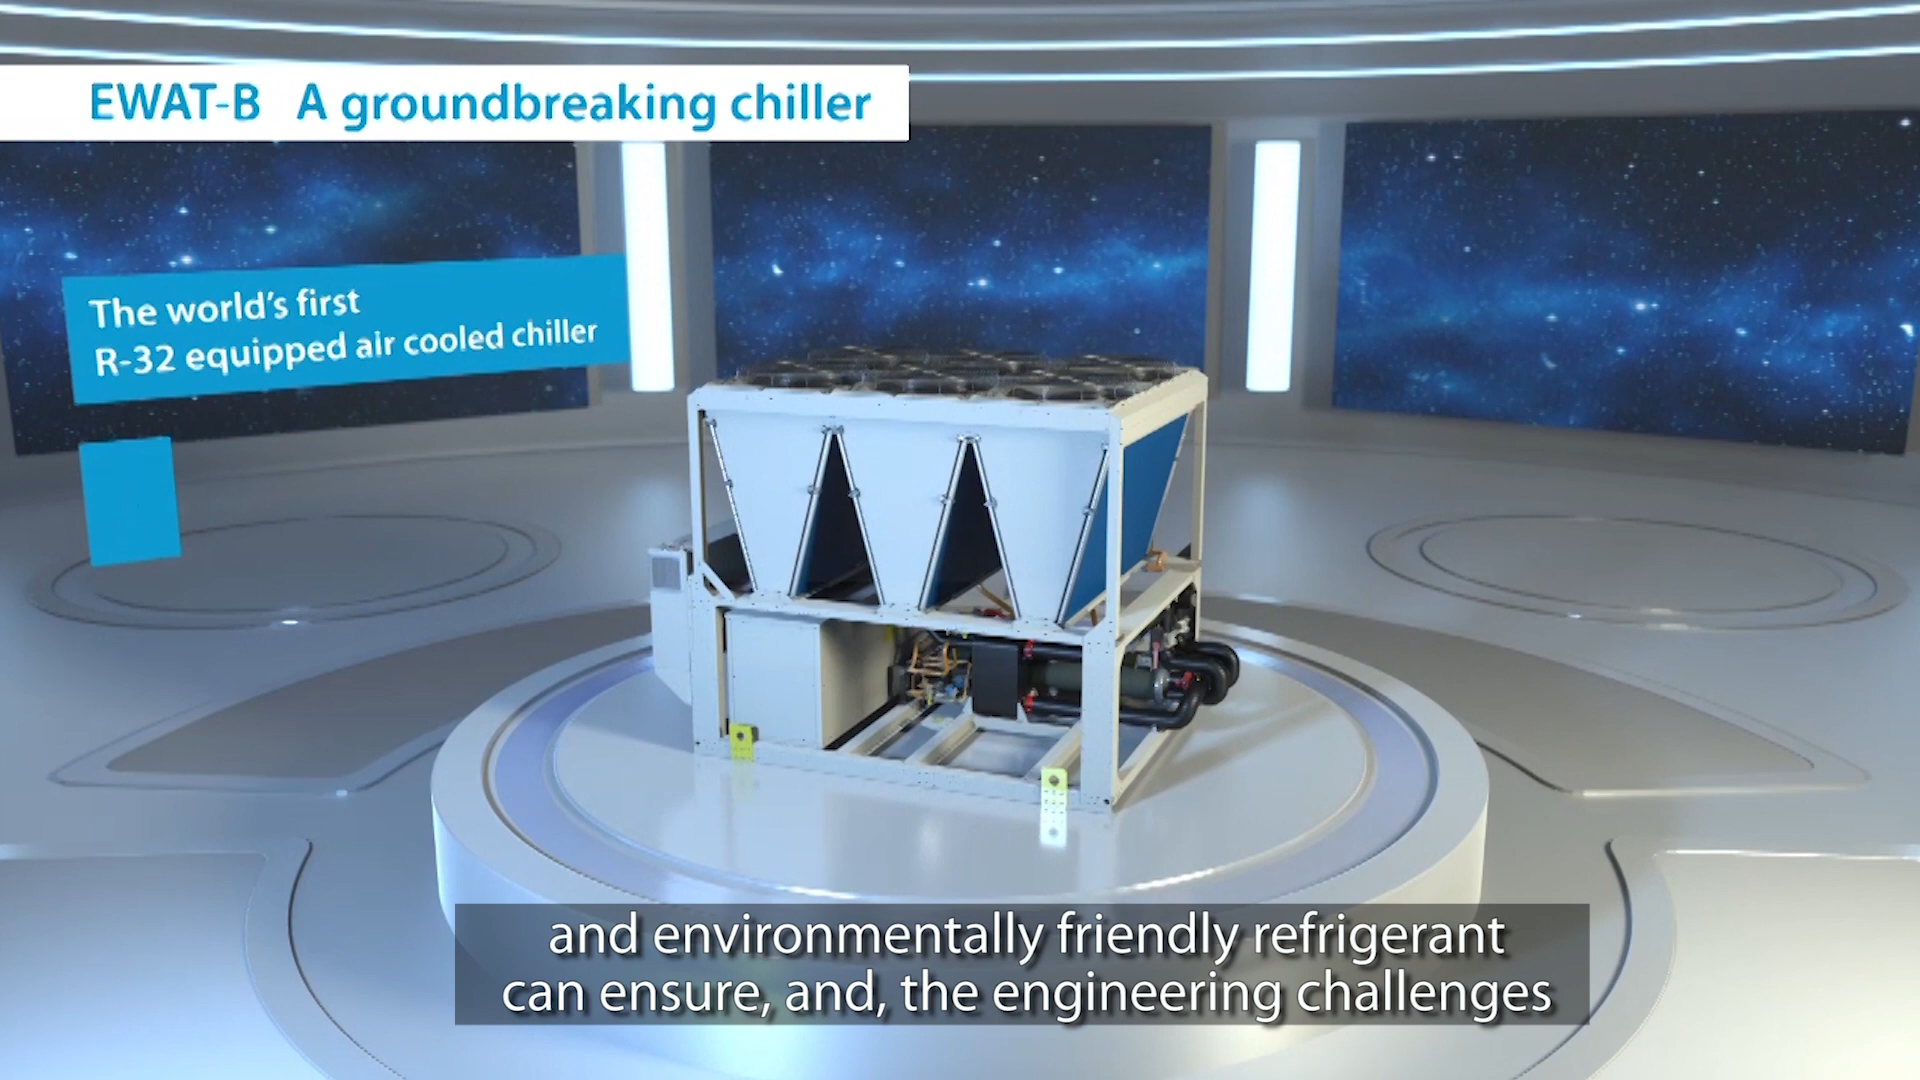 EWAT-B A groundbreaking chiller
The world's first
R-32 equipped air cooled chiller
and environmentally friendly refrigerant
can ensure, and, the engineering challenges